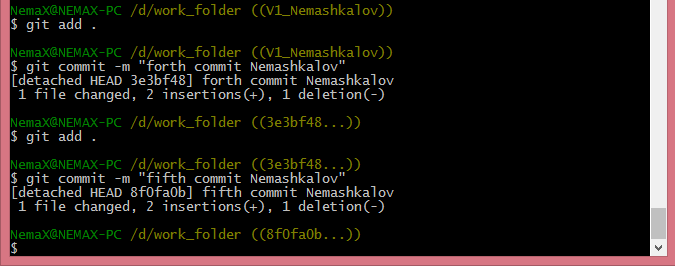 NemaX@NEMAX-PC /d/work_folder ((V1_Nemashkalov))
$ git add .
NemaX@NEMAX-PC /d/work_folder ((V1_Nemashkalov))
$ git commit -m "forth commit Nemashkalov"
[detached HEAD 3e3bf48] forth commit Nemashkalov
1 file changed, 2 insertions(+), 1 deletion(-)
NemaX@NEMAX-PC /d/work_folder ((3e3bf48...))
$ git add .
NemaX@NEMAX-PC /d/work_folder ((3e3bf48...))
$ git commit -m "fifth commit Nemashkalov"
[detached HEAD 8f0fa0b] fifth commit Nemashkalov
1 file changed, 2 insertions(+), 1 deletion(-)
NemaX@NEMAX-PC /d/work_folder ((8f0fa0b...))
$